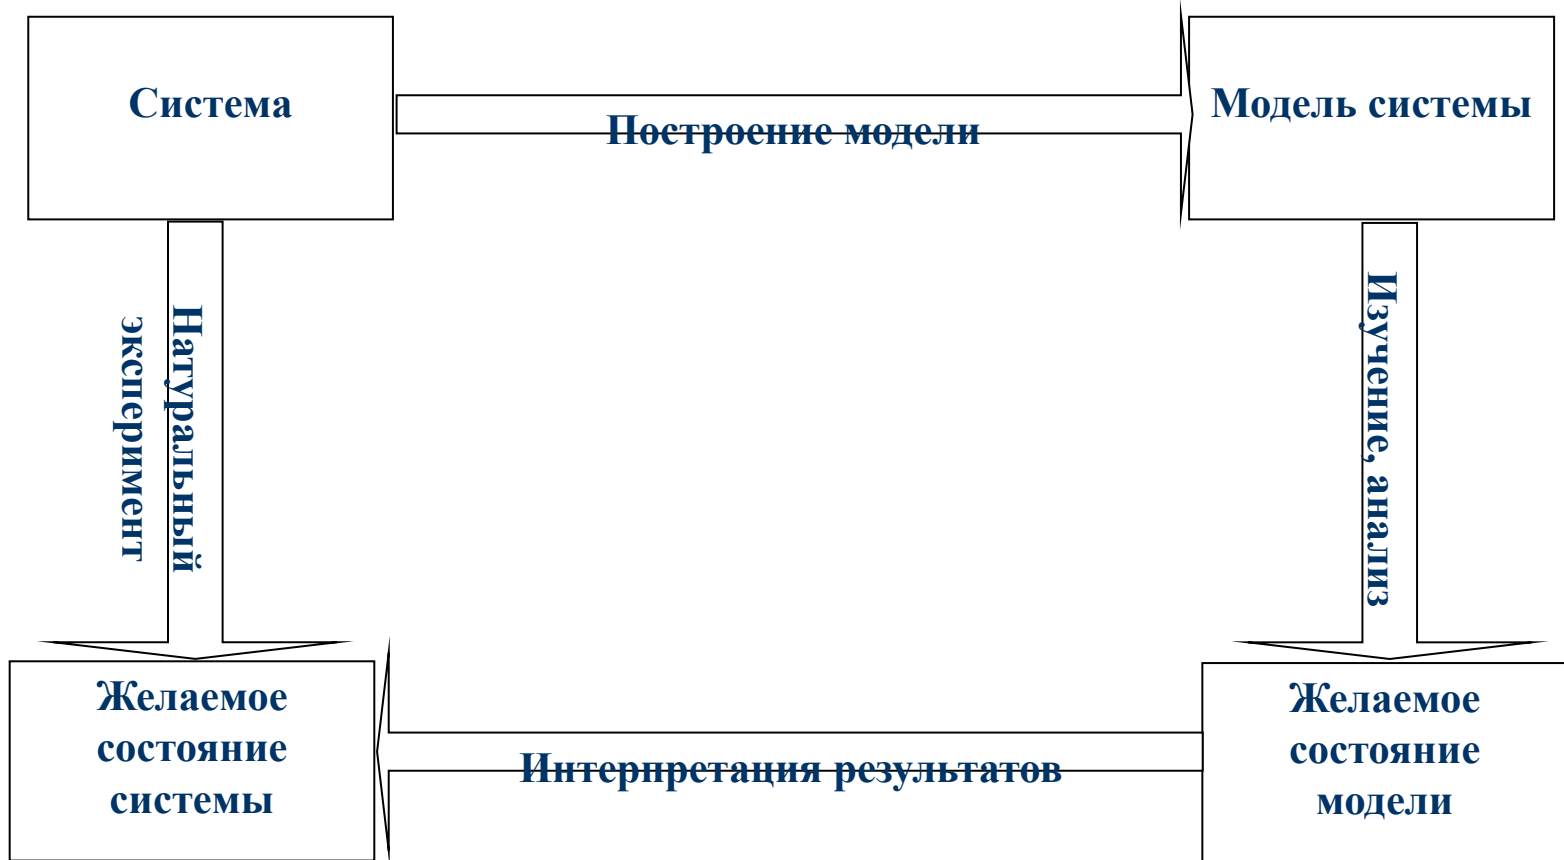 Система
Построение модели
Модель системы
Натуральный
эксперимент
Изучение, анализ
Желаемое
состояние
системы
Интерпретация результатов
Желаемое
состояние
модели